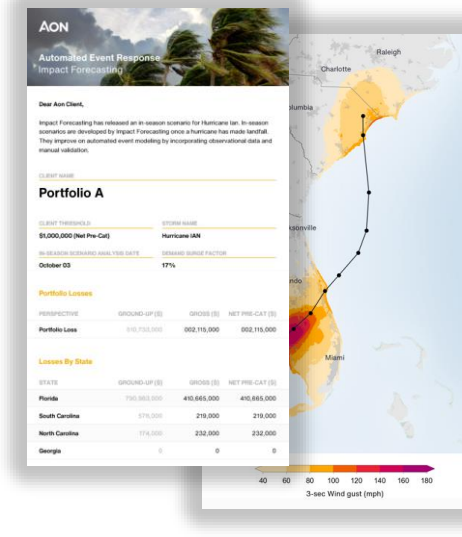 AON
Automated Event Response
Impact Forecasting
Dear Aon Client,
Impact Forecasting has released an in-season scenario for Hurricane Ian. In-season
scenarios are developed by Impact Forecasting once a hurricane has made landfall.
They improve on automated event modeling by incorporating observational data and
manual validation.
CLIENT NAME
Portfolio A
CLIENT THRESHOLD STORM NAME
$1,000,000 (Net Pre-Cat) Hurricane IAN
IN-SEASON SCENARIO ANALYSIS DATE DEMAND SURGE FACTOR
October 03 17%
Portfolio Losses
PERSPECTIVE GROUND-UP ($) GROSS ($) NET PRE-CAT ($)
Portfolio Loss 002,115,000 002,115,000
Losses By State
STATE GROUND-UP ($) GROSS ($) NET PRE-CAT ($)
Florida 410,665,000 410,665,000
South Carolina 219,000 219,000
North Carolina 232,000 232,000
Georgia 0 0 0
Raleigh
Charlotte
lumbia
ksonville
ndo
Miami
40 60 80 100 120 140 160 180
3-sec Wind gust (mph)